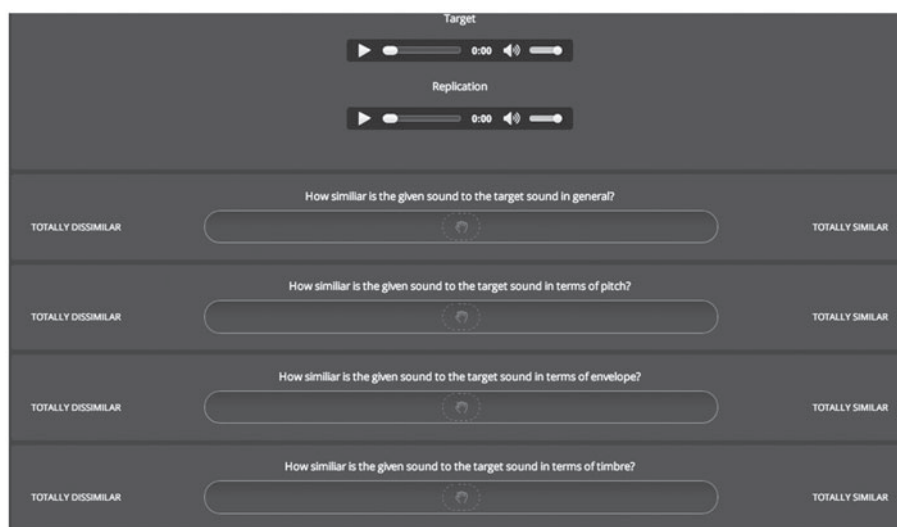 Target
0:00
Replication
0:00
How similiar is the given sound to the target sound in general?
TOTALLY DISSIMILAR
TOTALLY SIMILAR
How similiar is the given sound to the target sound in terms of pitch?
TOTALLY DISSIMILAR
TOTALLY SIMILAR
How similiar is the given sound to the target sound in terms of envelope?
TOTALLY DISSIMILAR
TOTALLY SIMILAR
How similiar is the given sound to the target sound in terms of timbre?
TOTALLY DISSIMILAR
TOTALLY SIMILAR